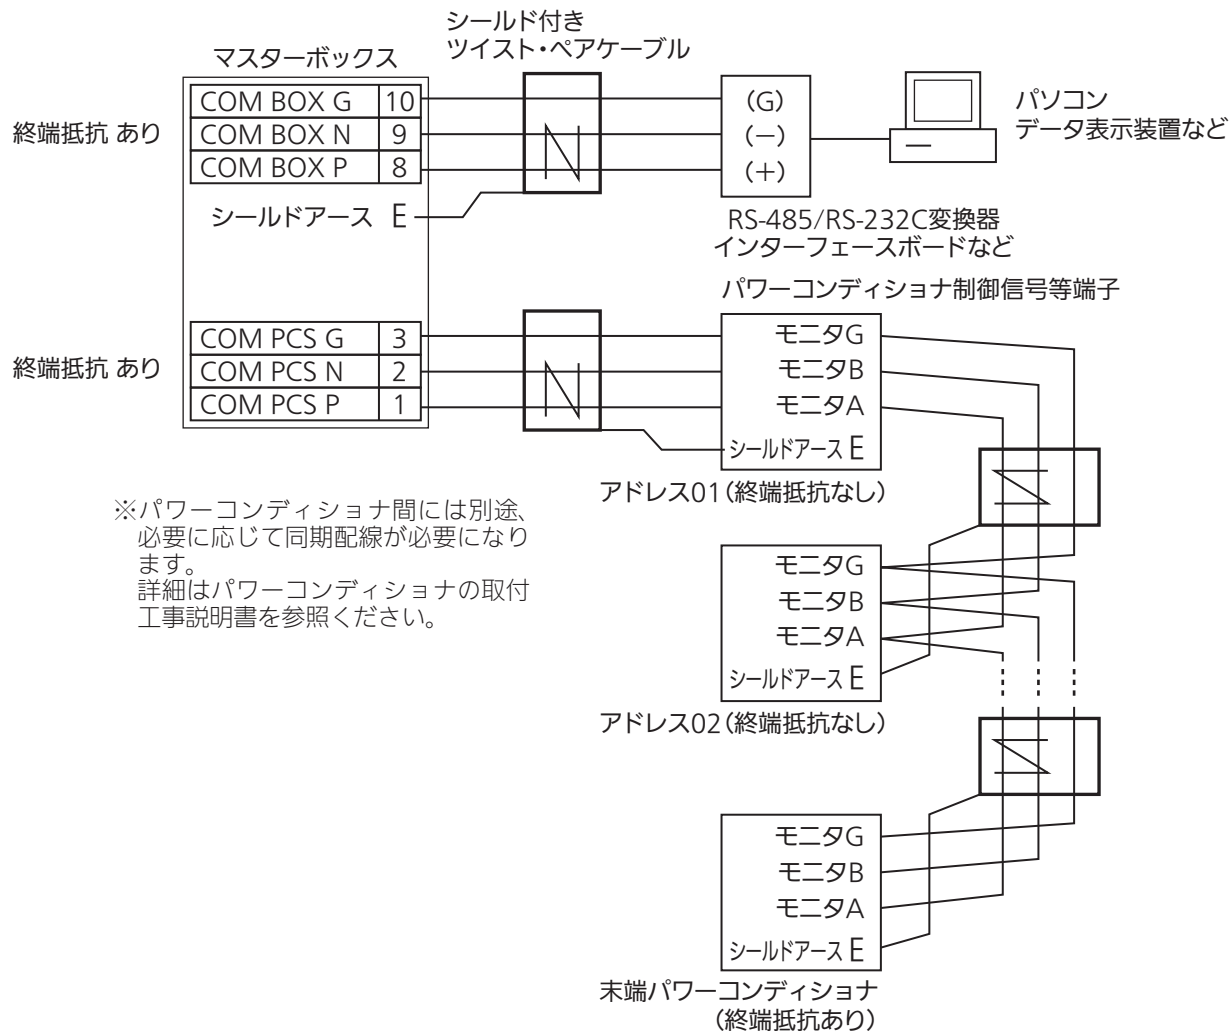 シールド付き
ツイスト・ペアケーブル
マスターボックス
終端抵抗 あり
COM BOX G 10
COM BOX N 9
COM BOX P 8
シールドアース E
(G)
(－)
(＋)
パソコン
データ表示装置など
RS-485/RS-232C変換器
インターフェースボードなど
パワーコンディショナ制御信号等端子
終端抵抗 あり
COM PCS G 3
COM PCS N 2
COM PCS P 1
モニタG
モニタB
モニタA
シールドアース E
アドレス01(終端抵抗なし)
※パワーコンディショナ間には別途、
必要に応じて同期配線が必要になり
ます。
詳細はパワーコンディショナの取付
工事説明書を参照ください。
モニタG
モニタB
モニタA
シールドアース E
アドレス02(終端抵抗なし)
モニタG
モニタB
モニタA
シールドアース E
末端パワーコンディショナ
(終端抵抗あり)